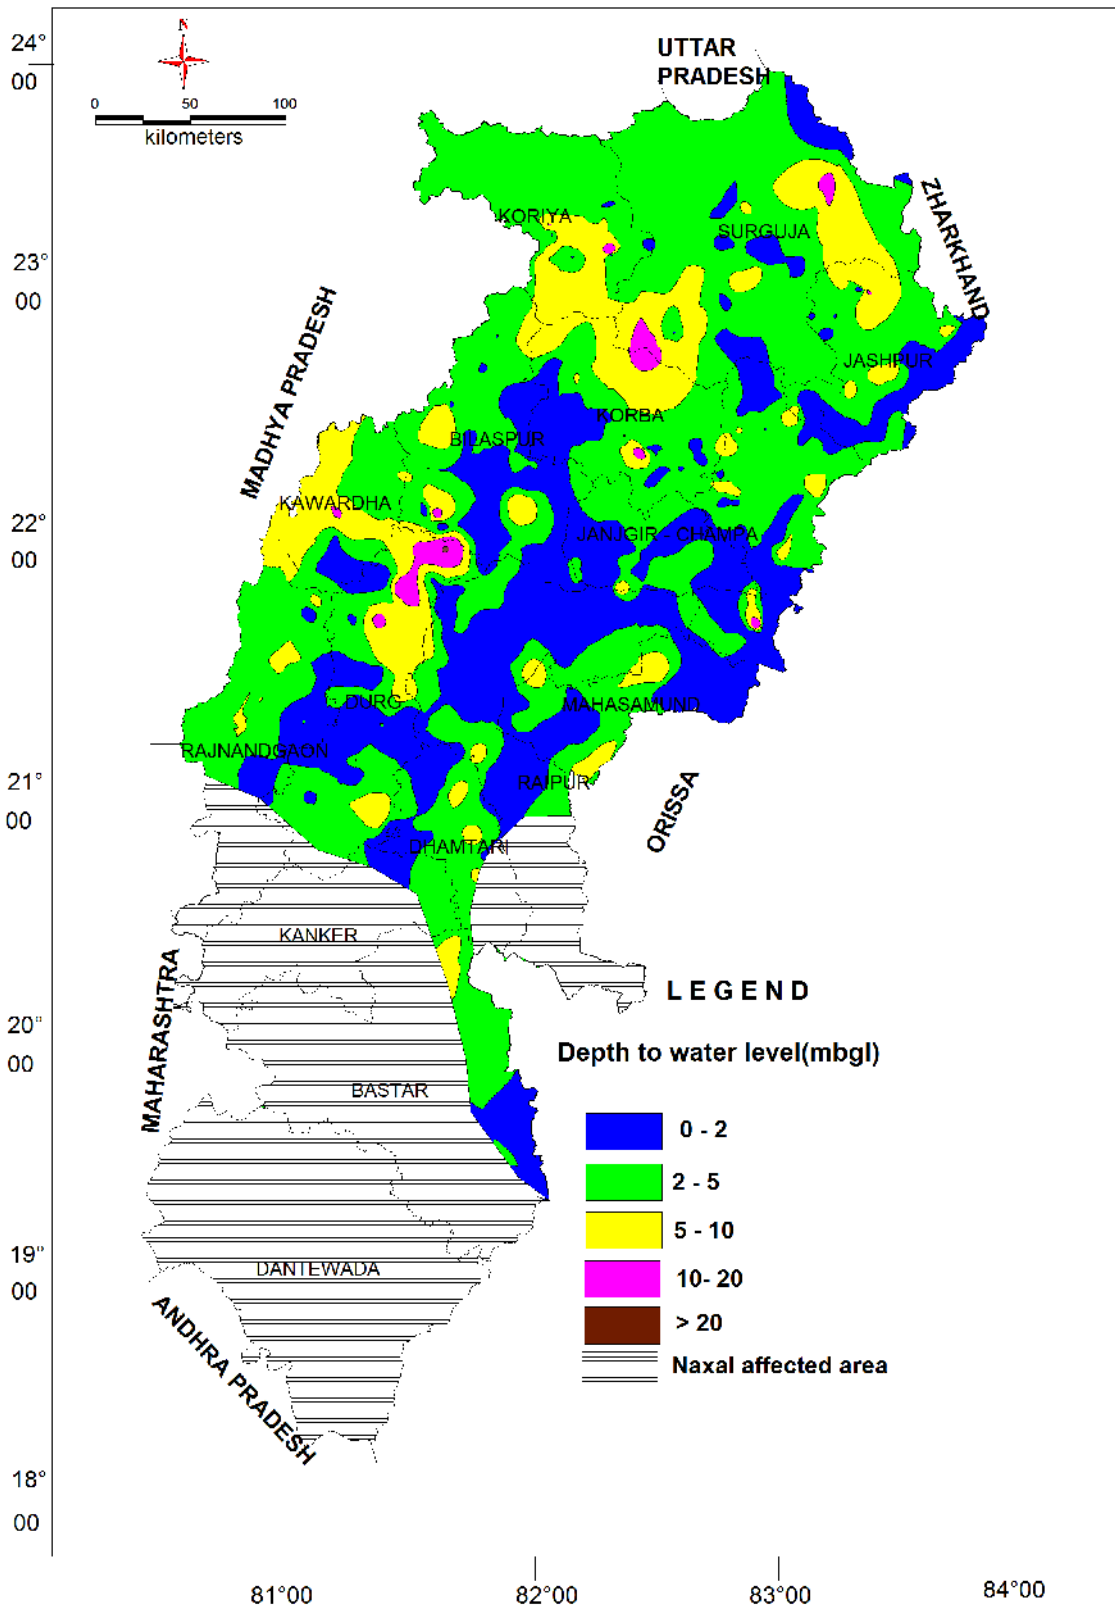 N
0 50 100
kilometers
24°
00
23°
00
22°
00
21°
00
20°
00
19°
00
18°
00
UTTAR
PRADESH
ZHARKHAND
MADHYA PRADESH
ORISSA
MAHARASHTRA
ANDHRA PRADESH
KORIYA
SURGUJA
JASHPUR
KORBA
BILASPUR
KAWARDHA
JANJGIR - CHAMPA
DURG
MAHASAMUND
RAJNANDGAON
RAIPUR
DHAMTARI
KANKER
BASTAR
DANTEWADA
LEGEND
Depth to water level(mbgl)
0 - 2
2 - 5
5 - 10
10- 20
> 20
Naxal affected area
81°00 82°00 83°00 84°00